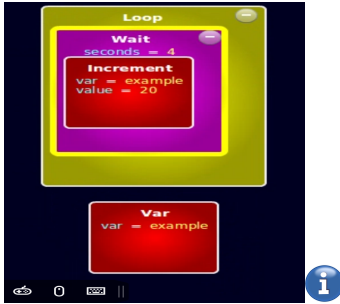 Loop
Wait
seconds = 4
Increment
var = example
value = 20
Var
var = example